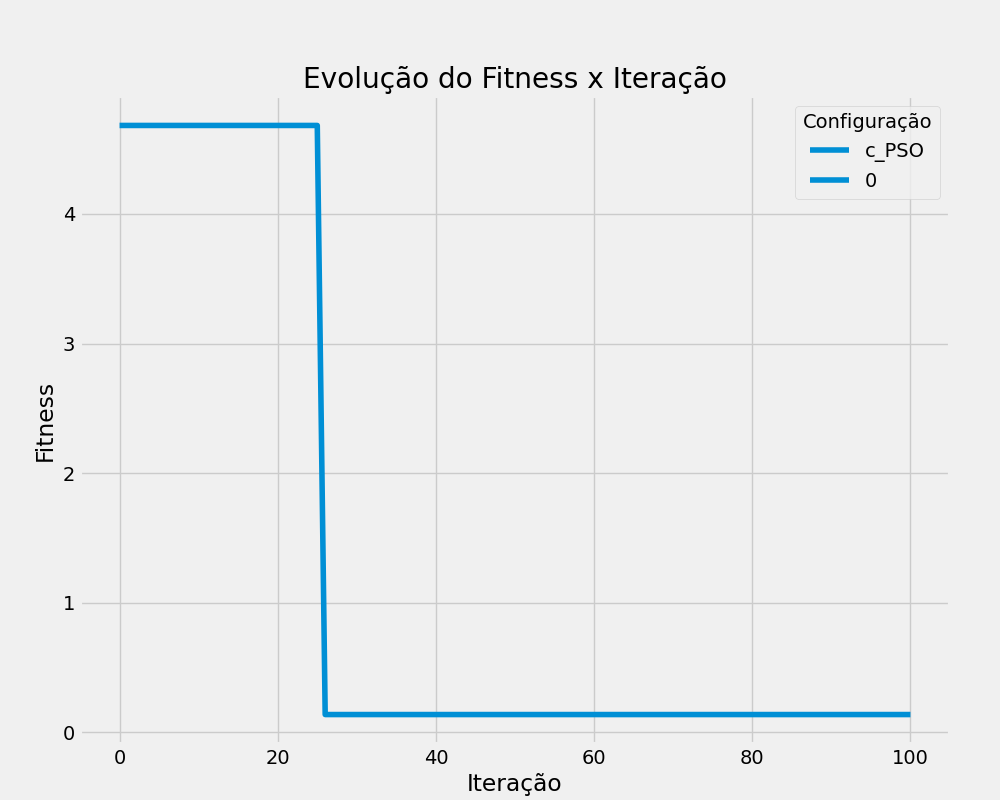 Evolução do Fitness x Iteração
Configuração
c_PSO
0
4
3
2
1
0
Fitness
0 20 40 60 80 100
Iteração